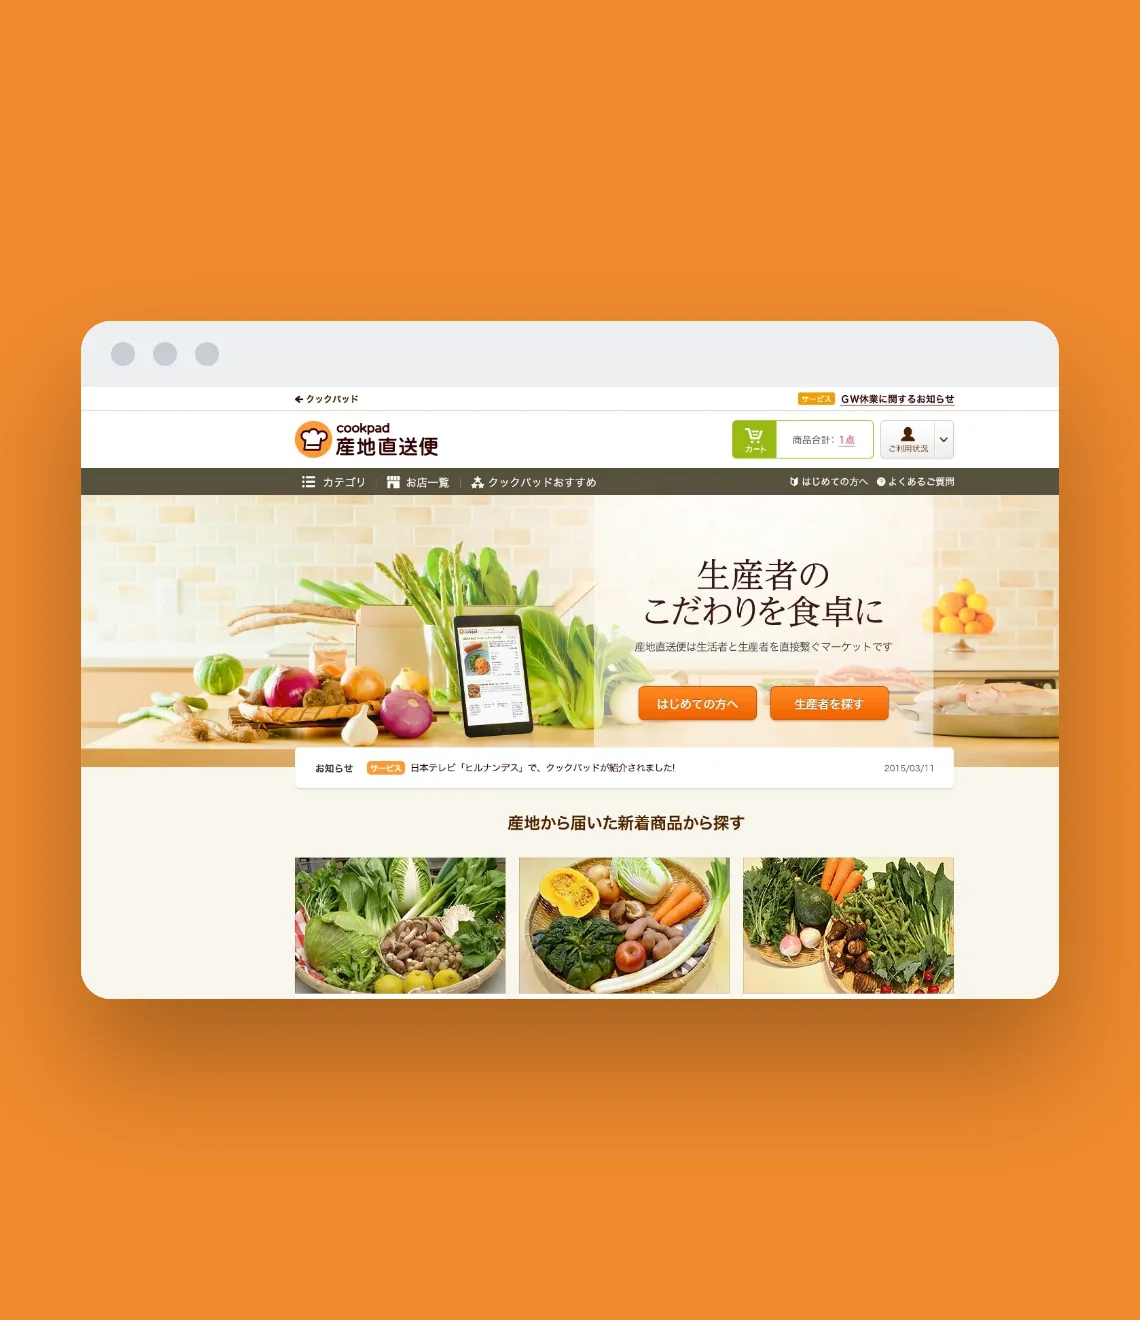 クックパッド
サービス GW休業に関するお知らせ
cookpad
産地直送便
カート
商品合計: 1点
ご利用状況
カテゴリ
お店一覧
クックパッドおすすめ
はじめての方へ
よくあるご質問
生産者の
こだわりを食卓に
産地直送便は生活者と生産者を直接繋ぐマーケットです
はじめての方へ
生産者を探す
お知らせ サービス 日本テレビ「ヒルナンデス」で、クックパッドが紹介されました! 2015/03/11
産地から届いた新着商品から探す